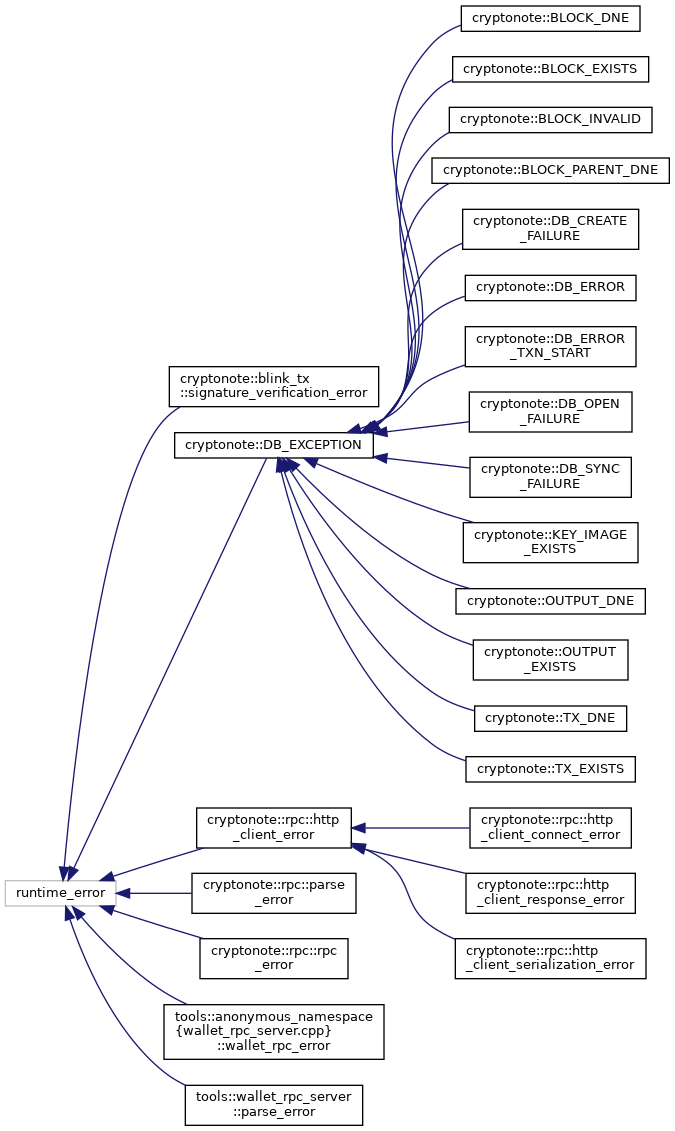 cryptonote::BLOCK_DNE
cryptonote::BLOCK_EXISTS
cryptonote::BLOCK_INVALID
cryptonote::BLOCK_PARENT_DNE
cryptonote::DB_CREATE
_FAILURE
cryptonote::DB_ERROR
cryptonote::DB_ERROR
_TXN_START
cryptonote::blink_tx
::signature_verification_error
cryptonote::DB_OPEN
_FAILURE
cryptonote::DB_EXCEPTION
cryptonote::DB_SYNC
_FAILURE
cryptonote::KEY_IMAGE
_EXISTS
cryptonote::OUTPUT_DNE
cryptonote::OUTPUT
_EXISTS
cryptonote::TX_DNE
cryptonote::TX_EXISTS
cryptonote::rpc::http
_client_error
cryptonote::rpc::http
_client_connect_error
runtime_error
cryptonote::rpc::parse
_error
cryptonote::rpc::http
_client_response_error
cryptonote::rpc::rpc
_error
cryptonote::rpc::http
_client_serialization_error
tools::anonymous_namespace
{wallet_rpc_server.cpp}
::wallet_rpc_error
tools::wallet_rpc_server
::parse_error